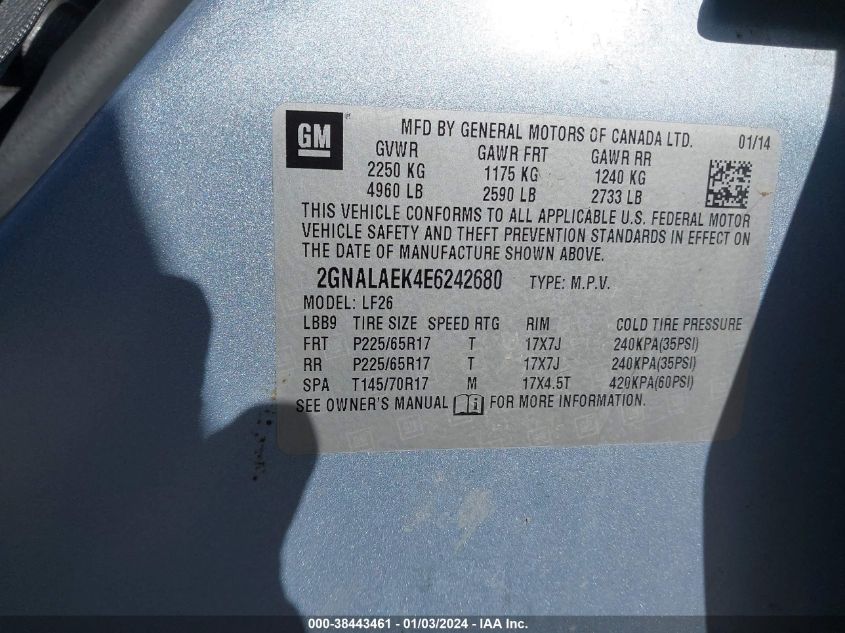 GM ®
MFD BY GENERAL MOTORS OF CANADA LTD. 01/14
GVWR GAWR FRT GAWR RR
2250 KG 1175 KG 1240 KG
4960 LB 2590 LB 2733 LB
THIS VEHICLE CONFORMS TO ALL APPLICABLE U.S. FEDERAL MOTOR
VEHICLE SAFETY AND THEFT PREVENTION STANDARDS IN EFFECT ON
THE DATE OF MANUFACTURE SHOWN ABOVE.
2GNALAEK4E6242680 TYPE: M.P.V.
MODEL: LF26
LBB9 TIRE SIZE SPEED RTG RIM COLD TIRE PRESSURE
FRT P225/65R17 T 17X7J 240KPA(35PSI)
RR P225/65R17 T 17X7J 240KPA(35PSI)
SPA T145/70R17 M 17X4.5T 420KPA(60PSI)
SEE OWNER'S MANUAL i FOR MORE INFORMATION.
000-38443461 - 01/03/2024 - IAA Inc.